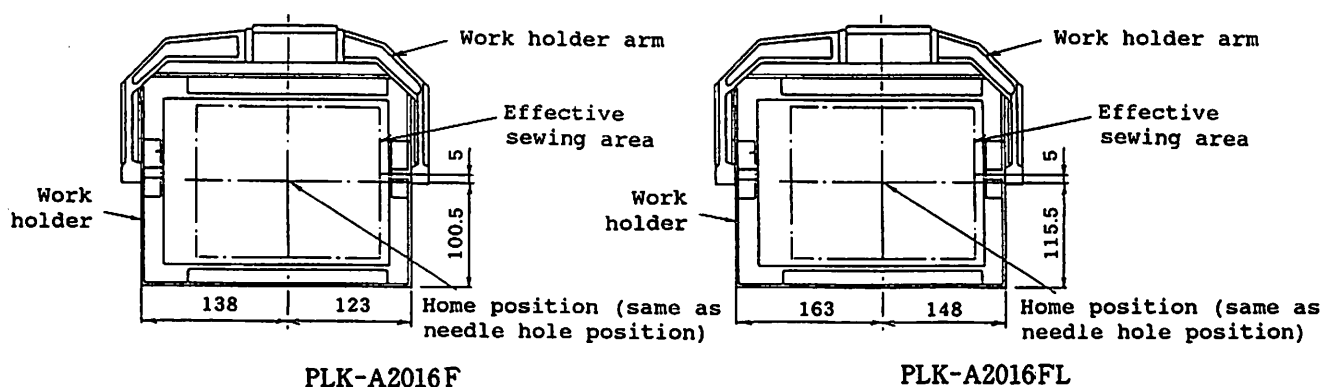 Work holder arm
Effective
sewing area
5
Work
holder
100.5
138
123
Home position (same as
needle hole position)
PLK-A2016F
Work holder arm
Effective
sewing area
5
Work
holder
115.5
163
148
Home position (same as
needle hole position)
PLK-A2016FL